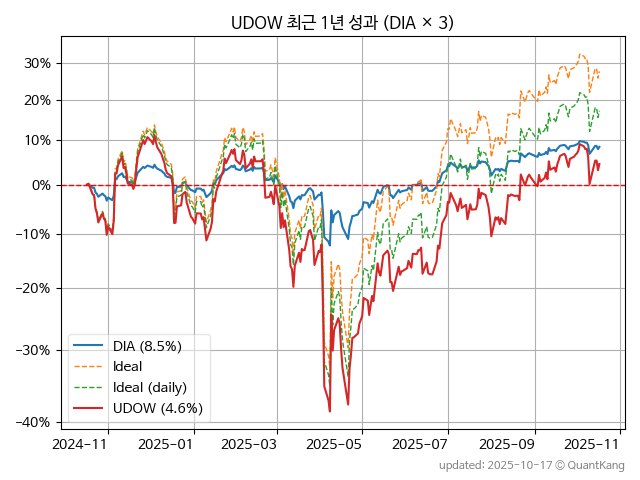 UDOW 최근 1년 성과 (DIA × 3)
30%
20%
10%
0%
−10%
−20%
−30%
−40%
DIA (8.5%)
Ideal
Ideal (daily)
UDOW (4.6%)
2024-11
2025-01
2025-03
2025-05
2025-07
2025-09
2025-11
updated: 2025-10-17 © QuantKang